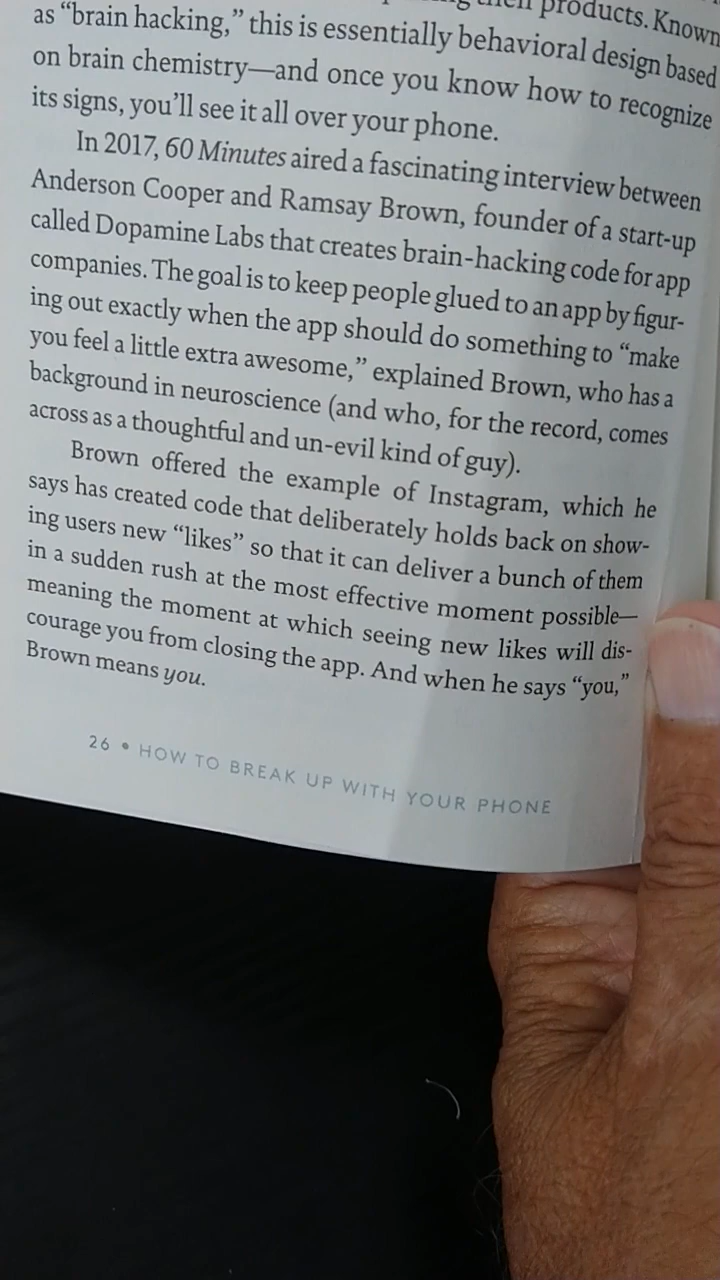 their products. Known
as “brain hacking,” this is essentially behavioral design based
on brain chemistry—and once you know how to recognize
its signs, you’ll see it all over your phone.
In 2017, 60 Minutes aired a fascinating interview between
Anderson Cooper and Ramsay Brown, founder of a start-up
called Dopamine Labs that creates brain-hacking code for app
companies. The goal is to keep people glued to an app by figur-
ing out exactly when the app should do something to “make
you feel a little extra awesome,” explained Brown, who has a
background in neuroscience (and who, for the record, comes
across as a thoughtful and un-evil kind of guy).
Brown offered the example of Instagram, which he
says has created code that deliberately holds back on show-
ing users new “likes” so that it can deliver a bunch of them
in a sudden rush at the most effective moment possible—
meaning the moment at which seeing new likes will dis-
courage you from closing the app. And when he says “you,”
Brown means you.
26 • HOW TO BREAK UP WITH YOUR PHONE